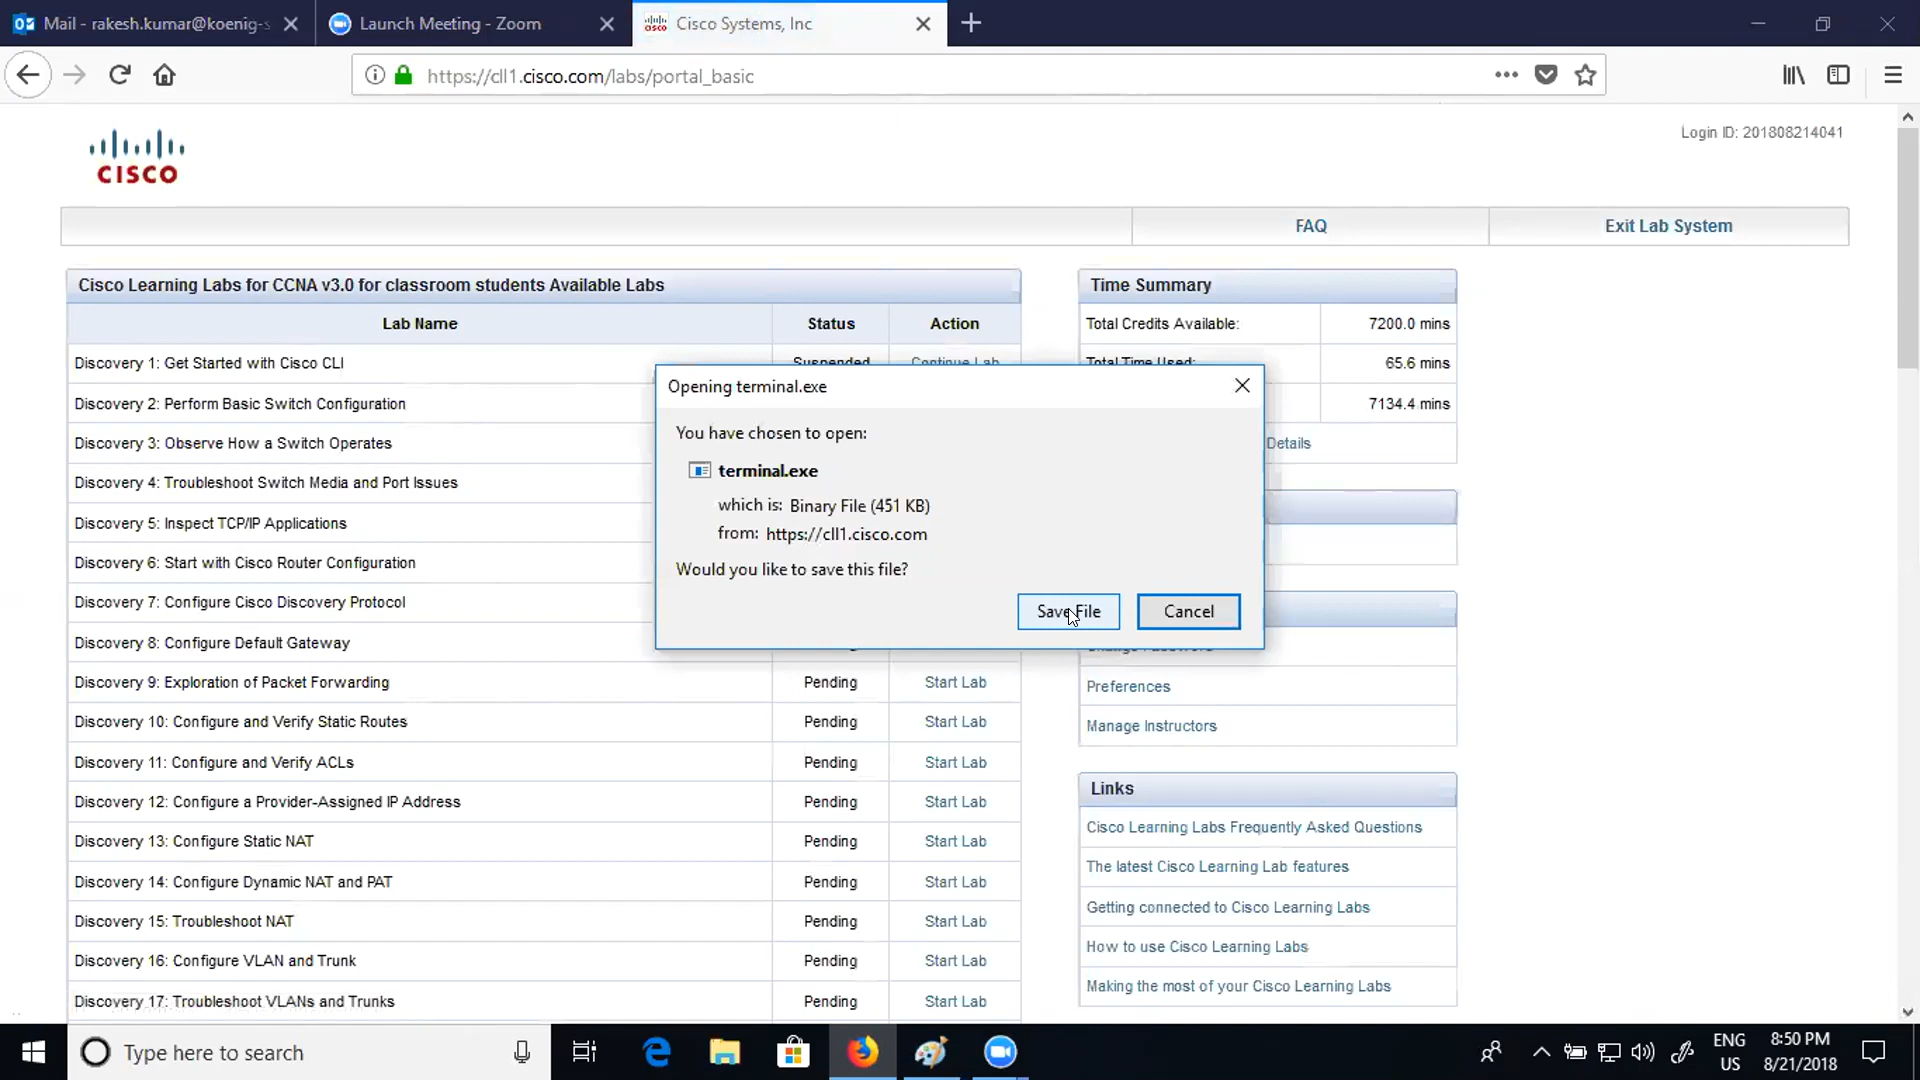 Mail - rakesh.kumar@koenig-s
Launch Meeting - Zoom
Cisco Systems, Inc
https://cll1.cisco.com/labs/portal_basic
Login ID: 201808214041
CISCO
FAQ
Exit Lab System
Cisco Learning Labs for CCNA v3.0 for classroom students Available Labs
Lab Name Status Action
Discovery 1: Get Started with Cisco CLI Suspended Continue Lab
Discovery 2: Perform Basic Switch Configuration
Discovery 3: Observe How a Switch Operates
Discovery 4: Troubleshoot Switch Media and Port Issues
Discovery 5: Inspect TCP/IP Applications
Discovery 6: Start with Cisco Router Configuration
Discovery 7: Configure Cisco Discovery Protocol
Discovery 8: Configure Default Gateway
Discovery 9: Exploration of Packet Forwarding Pending Start Lab
Discovery 10: Configure and Verify Static Routes Pending Start Lab
Discovery 11: Configure and Verify ACLs Pending Start Lab
Discovery 12: Configure a Provider-Assigned IP Address Pending Start Lab
Discovery 13: Configure Static NAT Pending Start Lab
Discovery 14: Configure Dynamic NAT and PAT Pending Start Lab
Discovery 15: Troubleshoot NAT Pending Start Lab
Discovery 16: Configure VLAN and Trunk Pending Start Lab
Discovery 17: Troubleshoot VLANs and Trunks Pending Start Lab
Opening terminal.exe
You have chosen to open:
terminal.exe
which is: Binary File (451 KB)
from: https://cll1.cisco.com
Would you like to save this file?
Save File
Cancel
Time Summary
Total Credits Available: 7200.0 mins
Total Time Used: 65.6 mins
7134.4 mins
Details
Preferences
Manage Instructors
Links
Cisco Learning Labs Frequently Asked Questions
The latest Cisco Learning Lab features
Getting connected to Cisco Learning Labs
How to use Cisco Learning Labs
Making the most of your Cisco Learning Labs
Type here to search
ENG
US
8:50 PM
8/21/2018